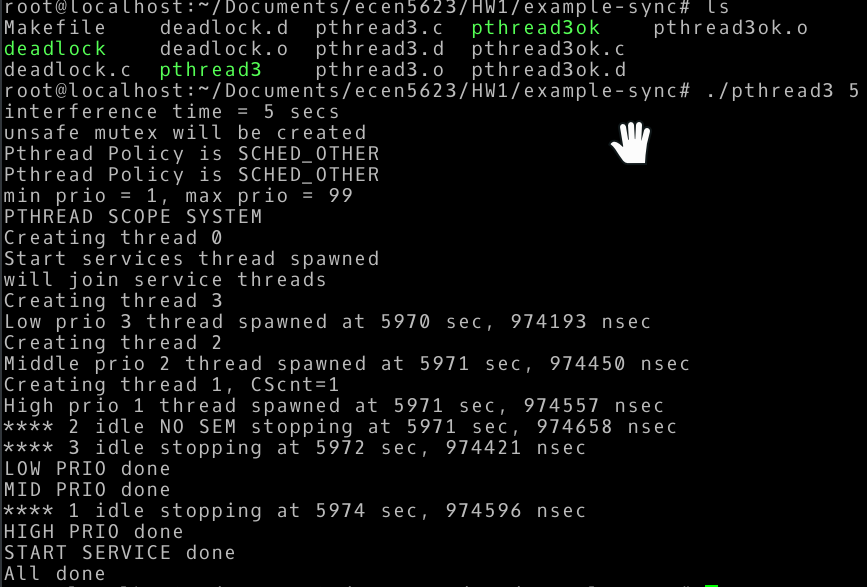 root@localhost:~/Documents/ecen5623/HW1/example-sync# ls
Makefile deadlock.d pthread3.c pthread3ok pthread3ok.o
deadlock deadlock.o pthread3.d pthread3ok.c
deadlock.c pthread3 pthread3.o pthread3ok.d
root@localhost:~/Documents/ecen5623/HW1/example-sync# ./pthread3 5
interference time = 5 secs
unsafe mutex will be created
Pthread Policy is SCHED_OTHER
Pthread Policy is SCHED_OTHER
min prio = 1, max prio = 99
PTHREAD SCOPE SYSTEM
Creating thread 0
Start services thread spawned
will join service threads
Creating thread 3
Low prio 3 thread spawned at 5970 sec, 974193 nsec
Creating thread 2
Middle prio 2 thread spawned at 5971 sec, 974450 nsec
Creating thread 1, CScnt=1
High prio 1 thread spawned at 5971 sec, 974557 nsec
**** 2 idle NO SEM stopping at 5971 sec, 974658 nsec
**** 3 idle stopping at 5972 sec, 974421 nsec
LOW PRIO done
MID PRIO done
**** 1 idle stopping at 5974 sec, 974596 nsec
HIGH PRIO done
START SERVICE done
All done